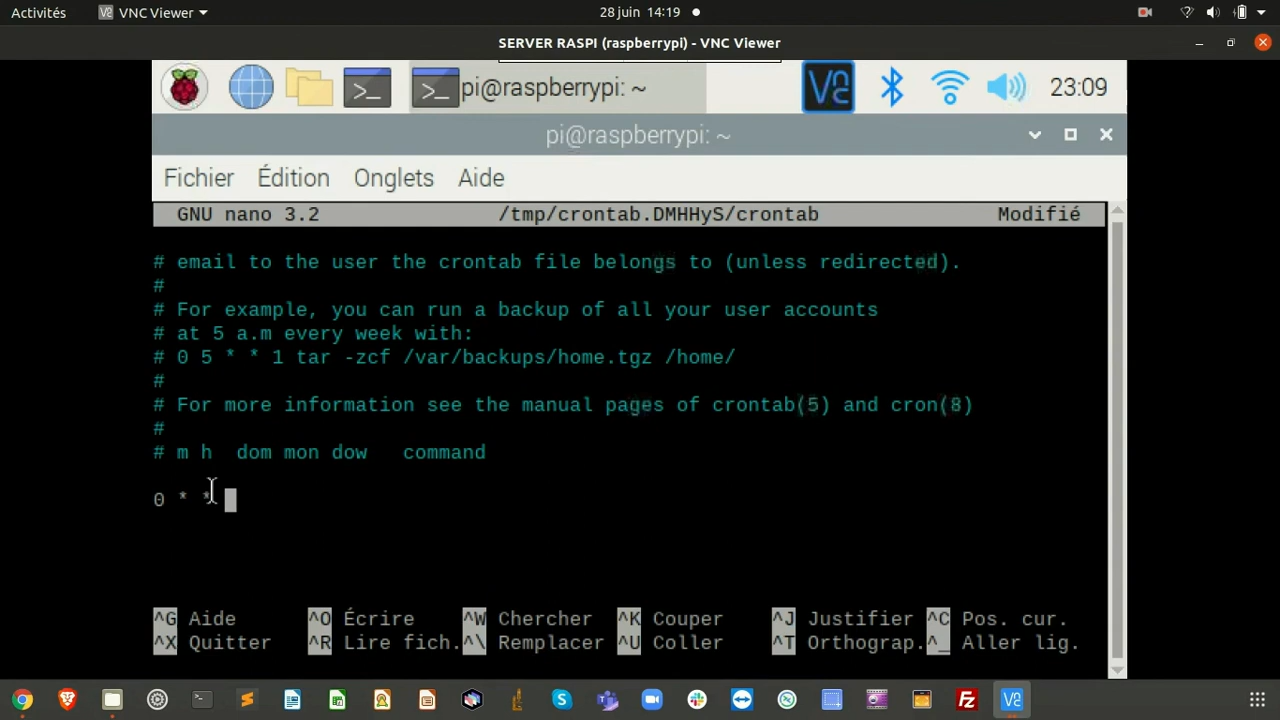 Activités
VNC Viewer
28 juin 14:19
SERVER RASPI (raspberrypi) - VNC Viewer
pi@raspberrypi: ~
23:09
pi@raspberrypi: ~
Fichier Édition Onglets Aide
GNU nano 3.2 /tmp/crontab.DMHHyS/crontab Modifié
# email to the user the crontab file belongs to (unless redirected).
#
# For example, you can run a backup of all your user accounts
# at 5 a.m every week with:
# 0 5 * * 1 tar -zcf /var/backups/home.tgz /home/
#
# For more information see the manual pages of crontab(5) and cron(8)
#
# m h  dom mon dow   command
0 * *
^G Aide ^O Écrire ^W Chercher ^K Couper ^J Justifier ^C Pos. cur.
^X Quitter ^R Lire fich. ^\ Remplacer ^U Coller ^T Orthograp. ^_ Aller lig.